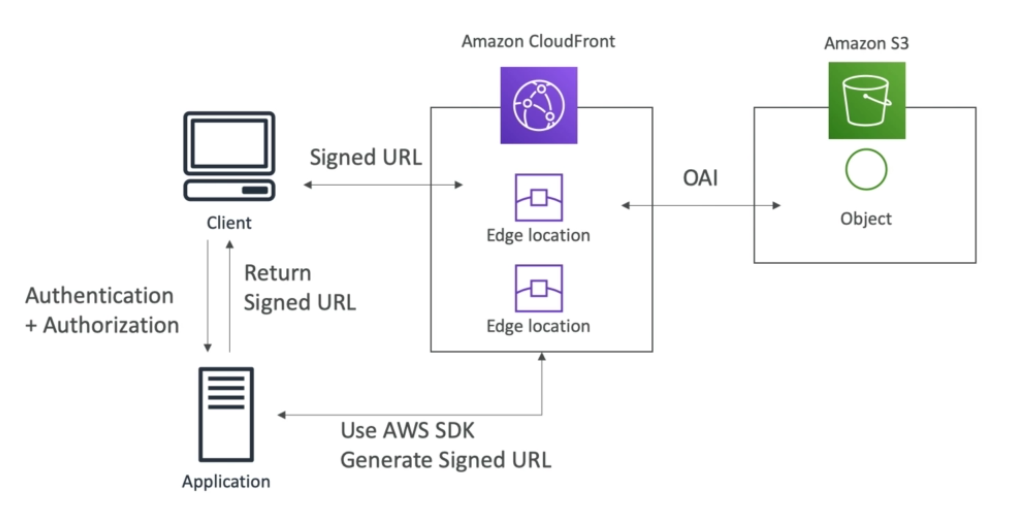 Amazon CloudFront
Amazon S3
Signed URL
OAI
Client
Edge location
Object
Return
Signed URL
Authentication
+ Authorization
Edge location
Use AWS SDK
Generate Signed URL
Application